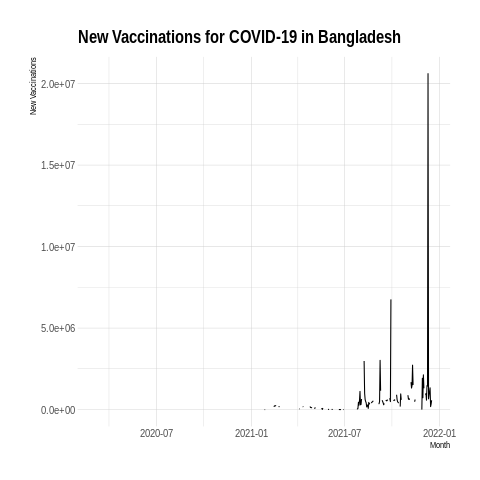 New Vaccinations for COVID-19 in Bangladesh
New Vaccinations
2.0e+07
1.5e+07
1.0e+07
5.0e+06
0.0e+00
2020-07 2021-01 2021-07 2022-01
Month